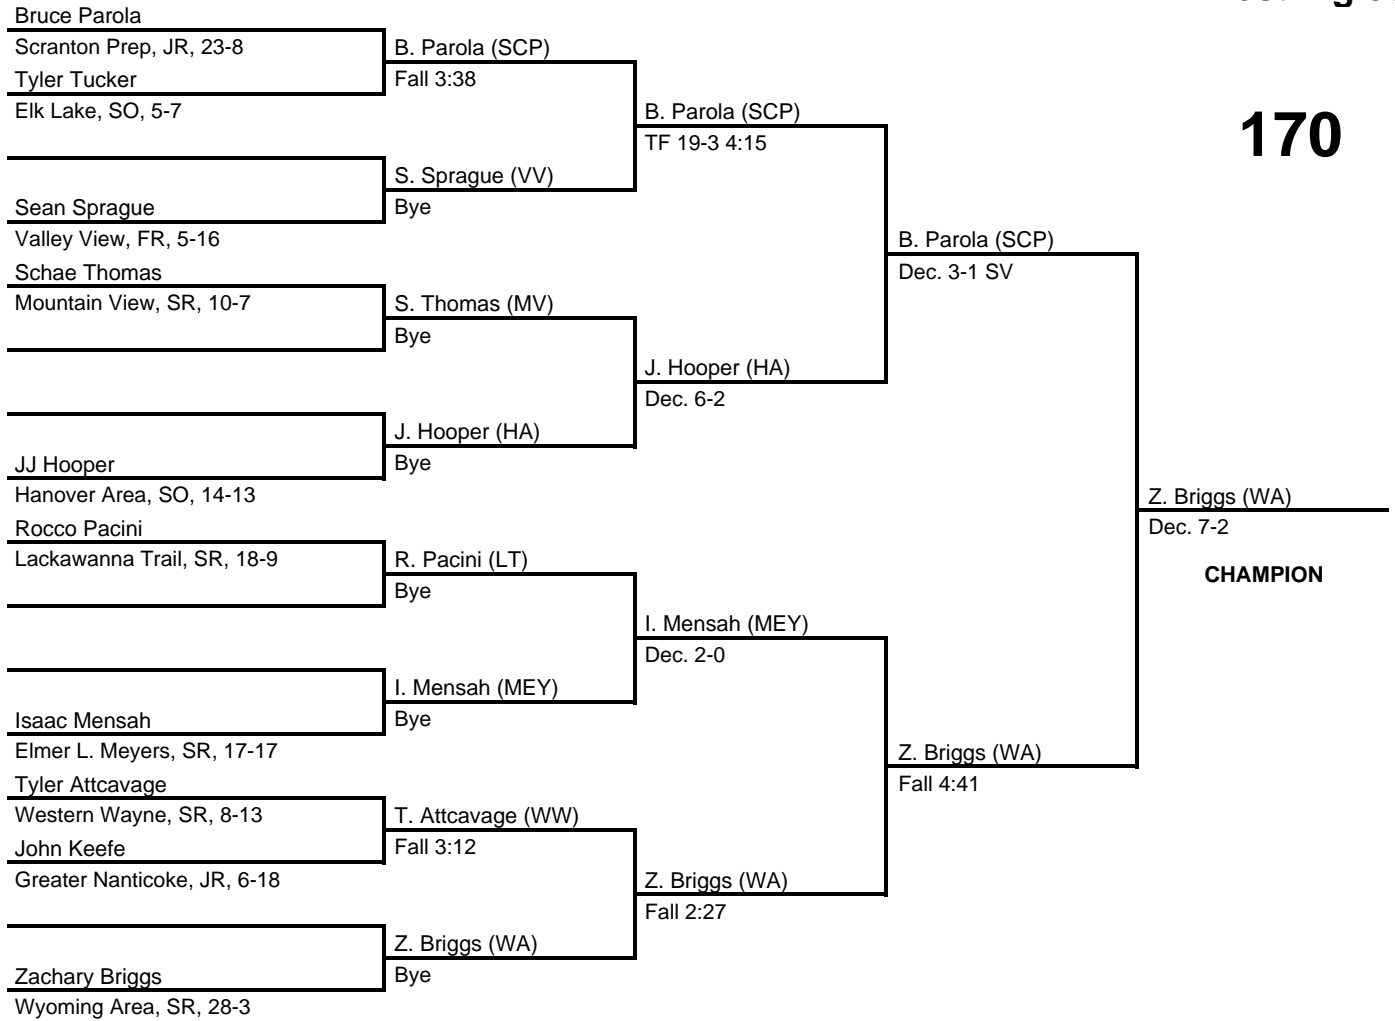 Bruce Parola
Scranton Prep, JR, 23-8
Tyler Tucker
Elk Lake, SO, 5-7
Sean Sprague
Valley View, FR, 5-16
Schae Thomas
Mountain View, SR, 10-7
JJ Hooper
Hanover Area, SO, 14-13
Rocco Pacini
Lackawanna Trail, SR, 18-9
Isaac Mensah
Elmer L. Meyers, SR, 17-17
Tyler Attcavage
Western Wayne, SR, 8-13
John Keefe
Greater Nanticoke, JR, 6-18
Zachary Briggs
Wyoming Area, SR, 28-3
B. Parola (SCP)
Fall 3:38
S. Sprague (VV)
Bye
S. Thomas (MV)
Bye
J. Hooper (HA)
Bye
R. Pacini (LT)
Bye
I. Mensah (MEY)
Bye
T. Attcavage (WW)
Fall 3:12
Z. Briggs (WA)
Bye
B. Parola (SCP)
TF 19-3 4:15
J. Hooper (HA)
Dec. 6-2
I. Mensah (MEY)
Dec. 2-0
Z. Briggs (WA)
Fall 2:27
B. Parola (SCP)
Dec. 3-1 SV
Z. Briggs (WA)
Fall 4:41
170
Z. Briggs (WA)
Dec. 7-2
CHAMPION